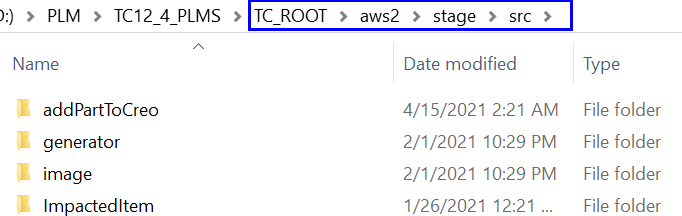 D:) > PLM > TC12_4_PLMS > TC_ROOT > aws2 > stage > src >
Name Date modified Type
addPartToCreo 4/15/2021 2:21 AM File folder
generator 2/1/2021 10:29 PM File folder
image 2/1/2021 10:29 PM File folder
ImpactedItem 1/26/2021 12:21 ... File folder